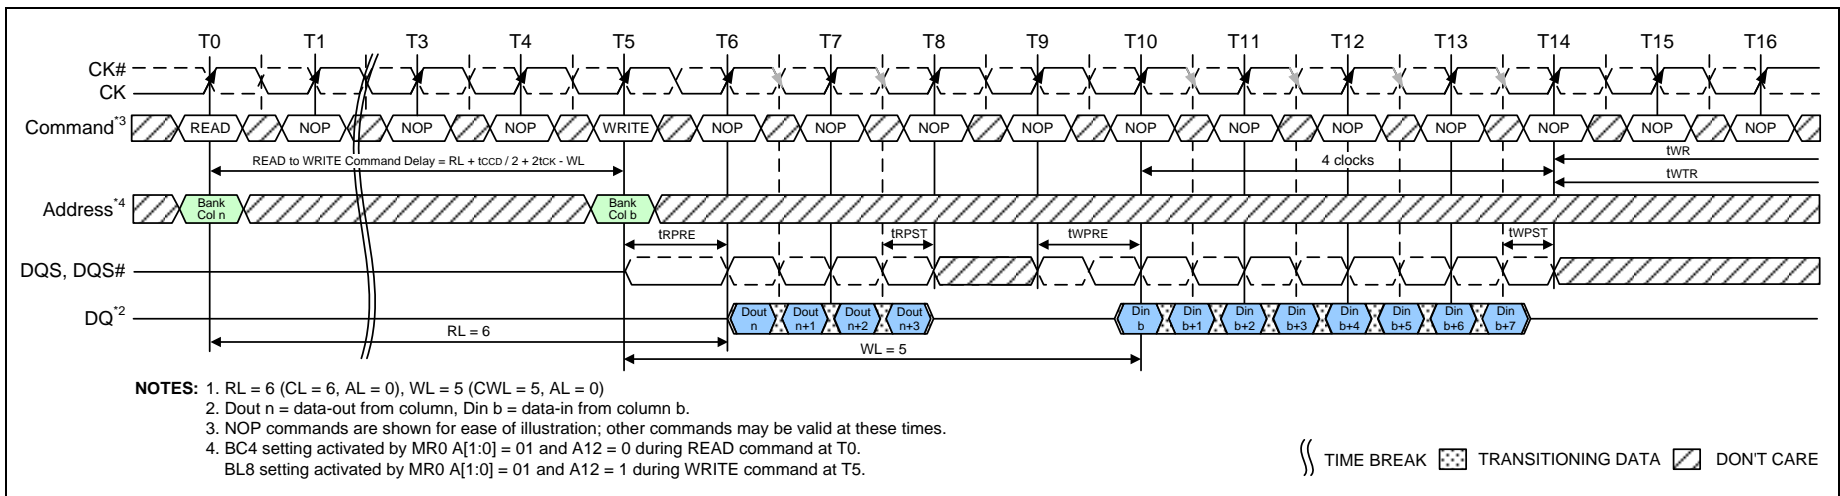 T0 T1 T3 T4 T5 T6 T7 T8 T9 T10 T11 T12 T13 T14 T15 T16
CK#
CK
Command*3 READ NOP NOP NOP WRITE NOP NOP NOP NOP NOP NOP NOP NOP NOP NOP NOP
READ to WRITE Command Delay = RL + tCCD / 2 + 2tCK - WL 4 clocks tWR
tWTR
Address*4 Bank Col n Bank Col b
tRPRE tRPST tWPRE tWPST
DQS, DQS#
DQ*2 Dout n Dout n+1 Dout n+2 Dout n+3 Din b Din b+1 Din b+2 Din b+3 Din b+4 Din b+5 Din b+6 Din b+7
RL = 6
WL = 5
NOTES: 1. RL = 6 (CL = 6, AL = 0), WL = 5 (CWL = 5, AL = 0)
2. Dout n = data-out from column, Din b = data-in from column b.
3. NOP commands are shown for ease of illustration; other commands may be valid at these times.
4. BC4 setting activated by MR0 A[1:0] = 01 and A12 = 0 during READ command at T0.
BL8 setting activated by MR0 A[1:0] = 01 and A12 = 1 during WRITE command at T5.
TIME BREAK TRANSITIONING DATA DON'T CARE